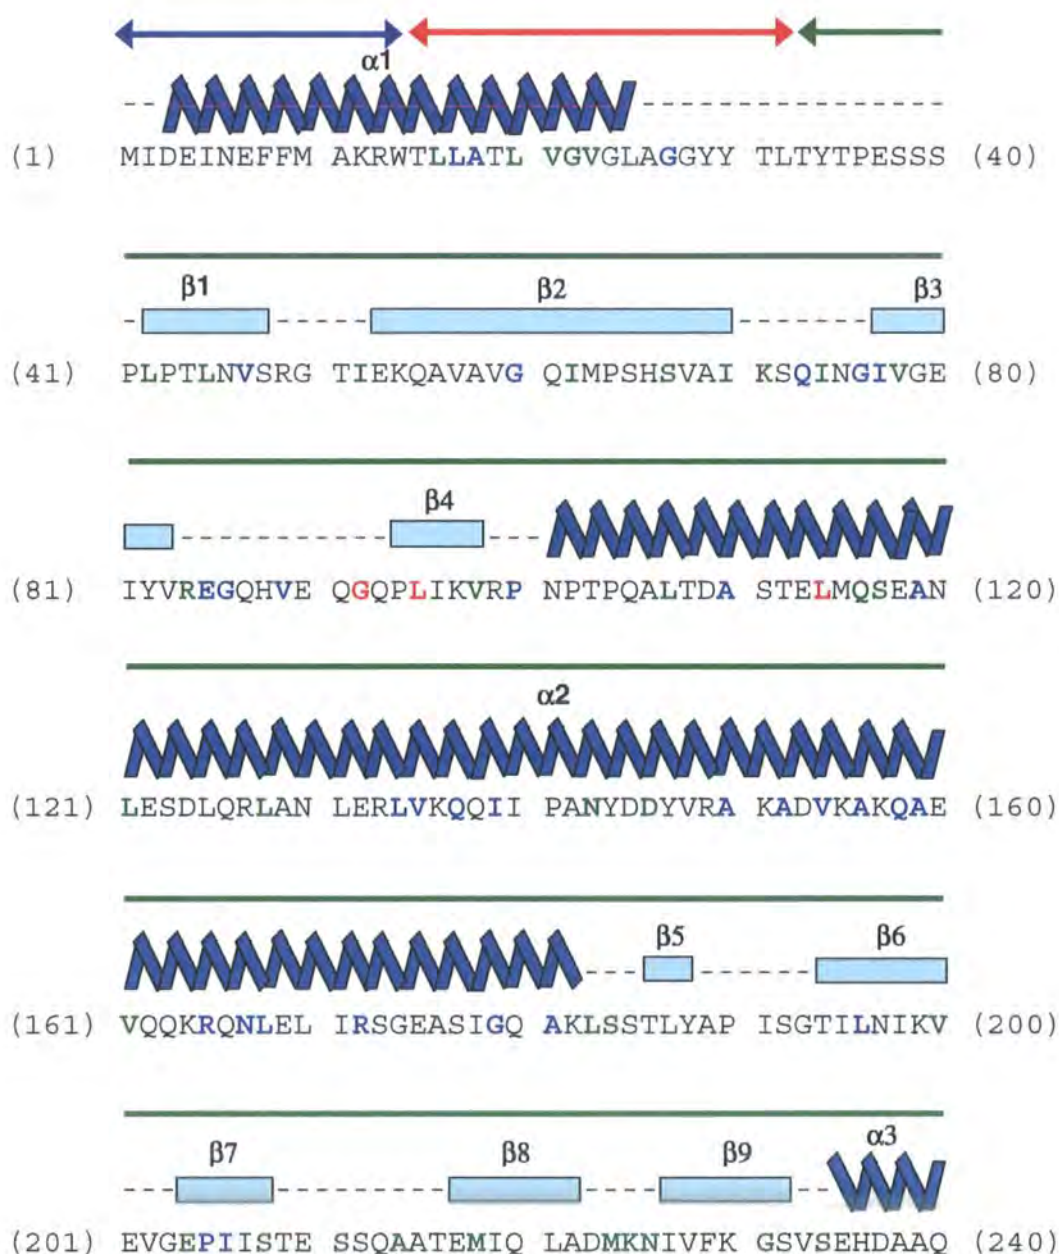 α1
(1) MIDEINEFFM AKRWTLLATL VGVGLAGGYY TLTYTPESSS (40)
β1 β2 β3
(41) PLPTLNVSRG TIEKQAVAVG QIMPSHSVAI KSQINGIVGE (80)
β4
(81) IYVREGQHVE QGQPLIKVRP NPTPQALTDA STELMQSEAN (120)
α2
(121) LESDLQRLAN LERLVKQQII PANYDDYVRA KADVKAKQAE (160)
β5 β6
(161) VQQKRQNLEL IRSGEASIGQ AKLSSTLYAP ISGTILNIKV (200)
β7 β8 β9 α3
(201) EVGEPIISTE SSQAATEMIQ LADMKNIVFK GSVSEHDAAQ (240)